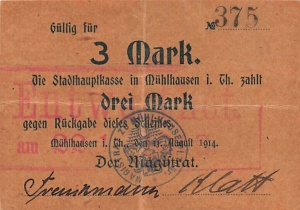 Gültig für
№ 375
3 Mark.
Die Stadthauptkasse in Mühlhausen i. Th. zahlt
Drei Mark
gegen Rückgabe dieses Scheines.
Mühlhausen i. Th. den 11. August 1914.
Der Magistrat.